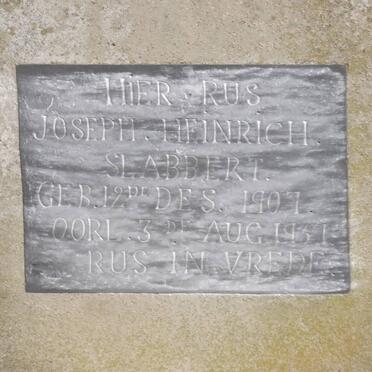 HIER RUS
JOSEPH. HEINRICH.
SLABBERT.
GEB. 12DE DES. 1907.
OORL. 3DE AUG
RUS IN VREDE